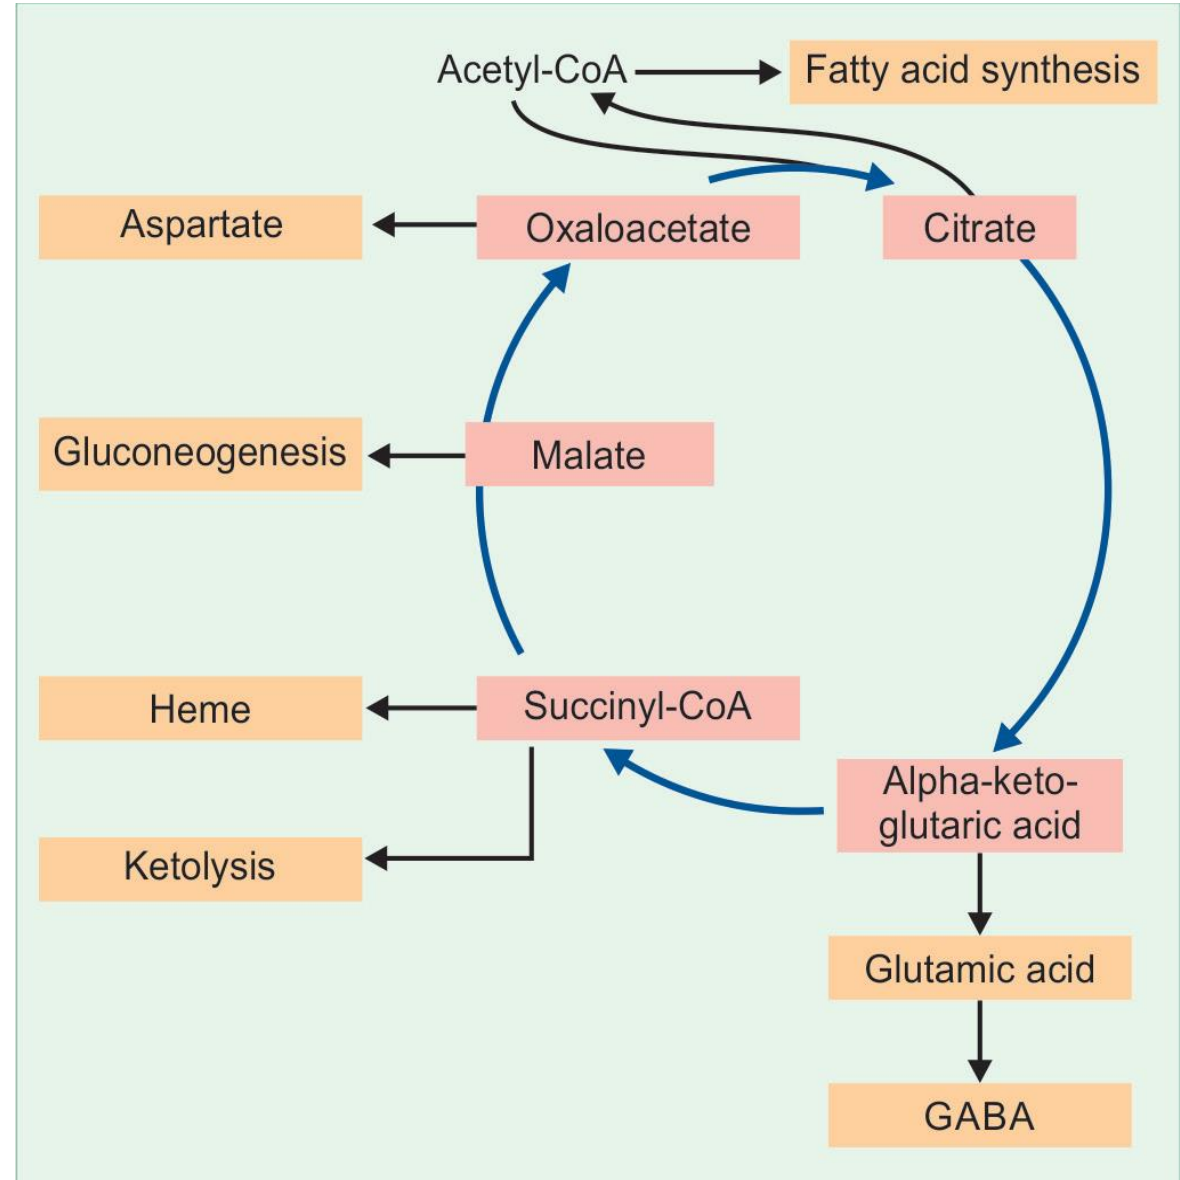 Acetyl-CoA
Fatty acid synthesis
Aspartate
Oxaloacetate
Citrate
Gluconeogenesis
Malate
Heme
Succinyl-CoA
Alpha-keto-
glutaric acid
Ketolysis
Glutamic acid
GABA